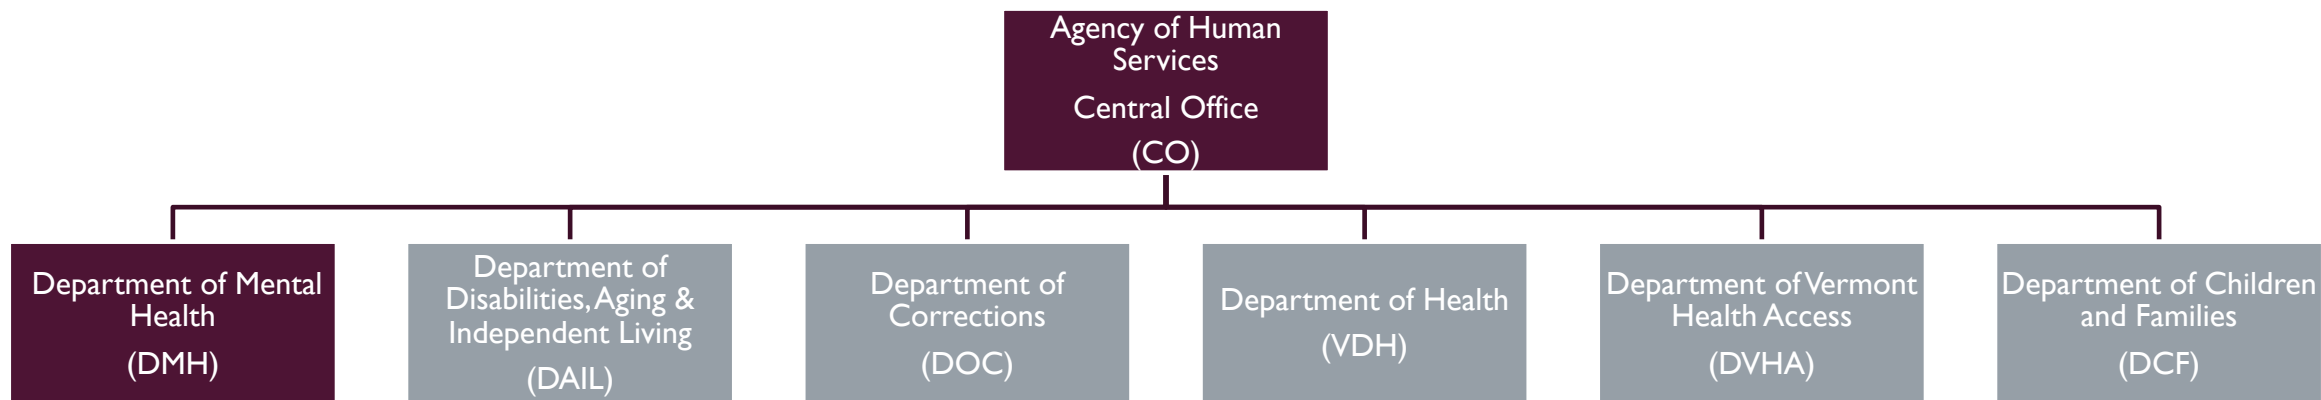 Agency of Human
Services
Central Office
(CO)
Department of Mental
Health
(DMH)
Department of
Disabilities, Aging &
Independent Living
(DAIL)
Department of
Corrections
(DOC)
Department of Health
(VDH)
Department of Vermont
Health Access
(DVHA)
Department of Children
and Families
(DCF)